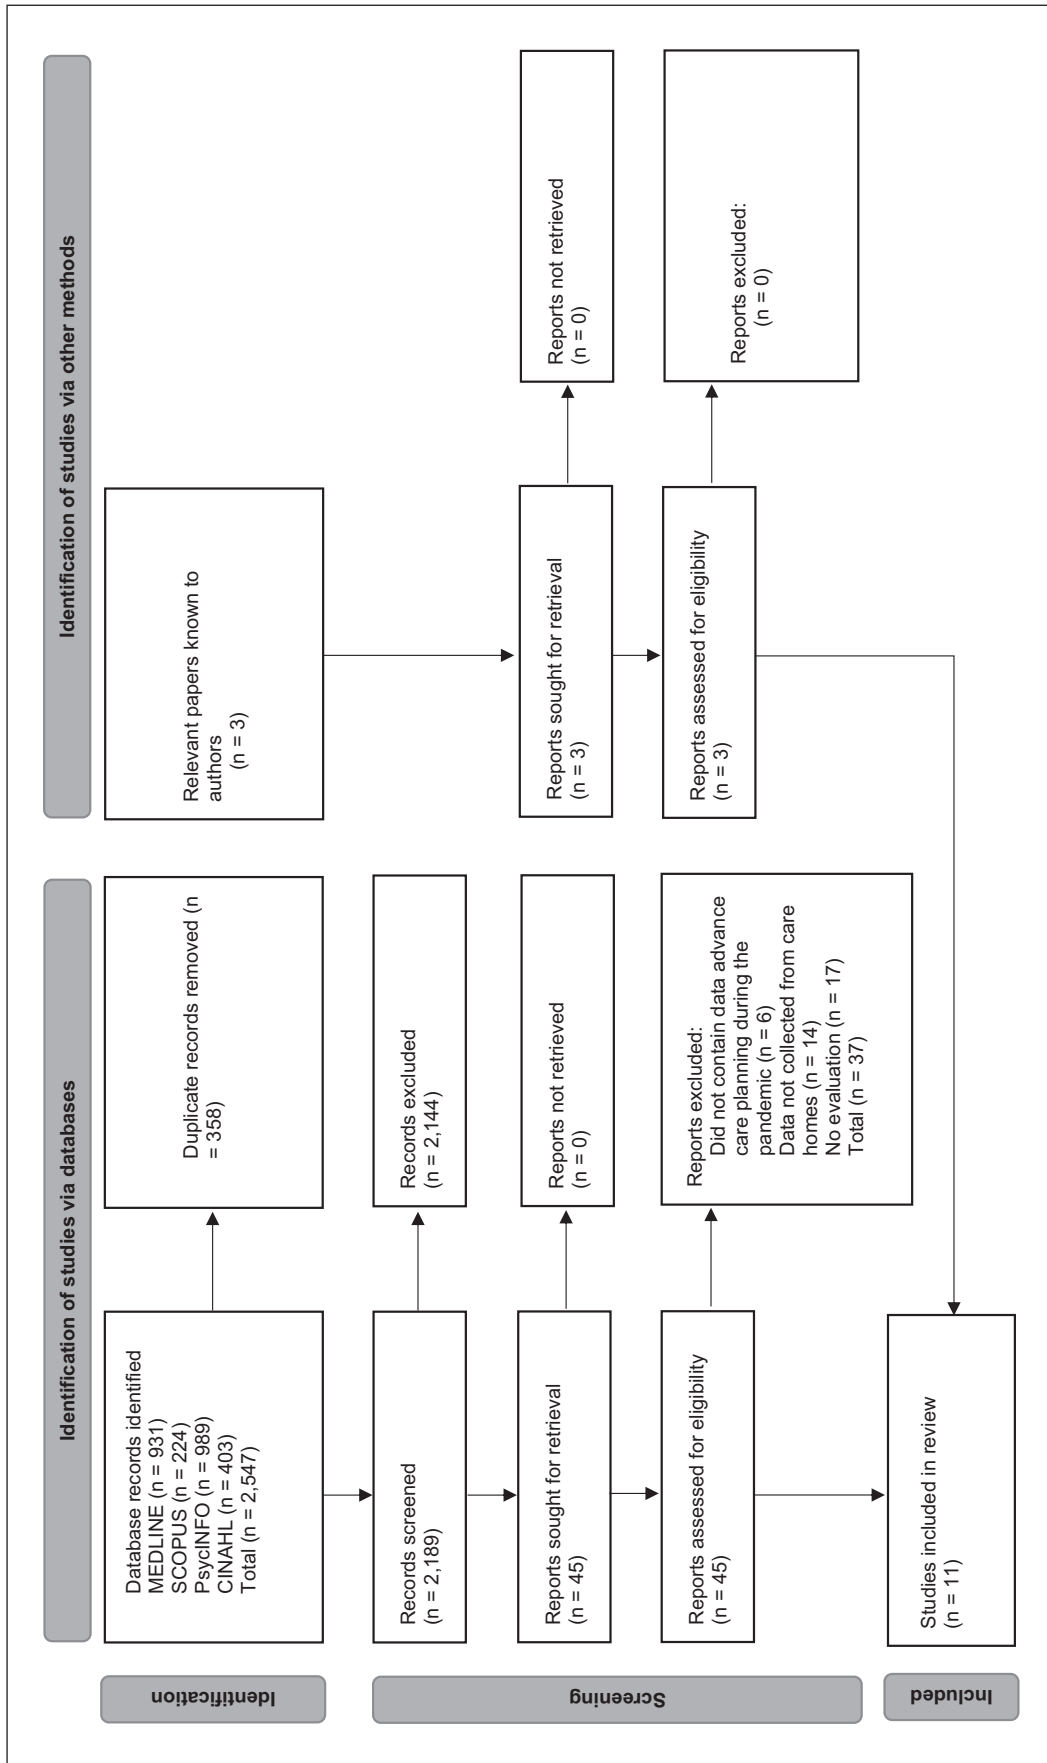 Identification of studies via databases
Identification of studies via other methods
Identification
Database records identified
MEDLINE (n = 931)
SCOPUS (n = 224)
PsycINFO (n = 989)
CINAHL (n = 403)
Total (n = 2,547)
Duplicate records removed (n
= 358)
Relevant papers known to
authors
(n = 3)
Screening
Records screened
(n = 2,189)
Records excluded
(n = 2,144)
Reports sought for retrieval
(n = 45)
Reports not retrieved
(n = 0)
Reports sought for retrieval
(n = 3)
Reports not retrieved
(n = 0)
Reports assessed for eligibility
(n = 45)
Reports excluded:
Did not contain data advance
care planning during the
pandemic (n = 6)
Data not collected from care
homes (n = 14)
No evaluation (n = 17)
Total (n = 37)
Reports assessed for eligibility
(n = 3)
Reports excluded:
(n = 0)
Included
Studies included in review
(n = 11)